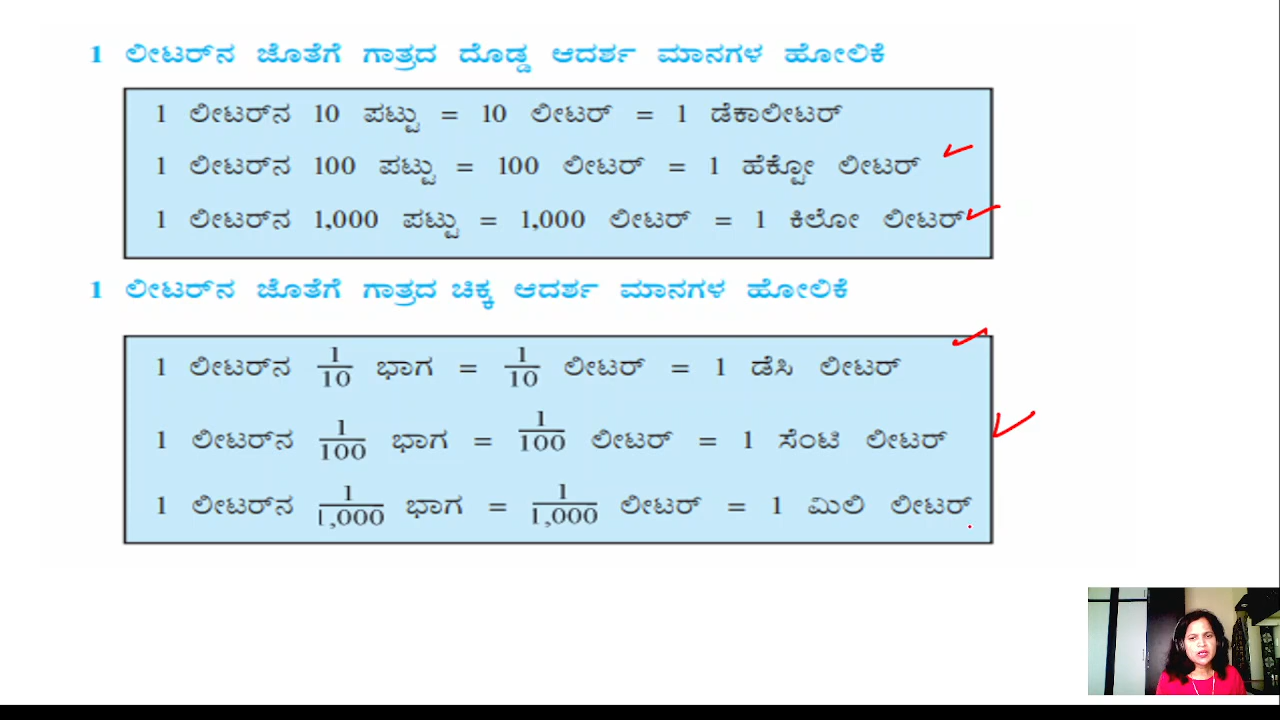 1 ಲೀಟರ್‌ನ ಜೊತೆಗೆ ಗಾತ್ರದ ದೊಡ್ಡ ಆದರ್ಶ ಮಾನಗಳ ಹೋಲಿಕೆ
1 ಲೀಟರ್‌ನ 10 ಪಟ್ಟು = 10 ಲೀಟರ್ = 1 ಡೆಕಾಲೀಟರ್
1 ಲೀಟರ್‌ನ 100 ಪಟ್ಟು = 100 ಲೀಟರ್ = 1 ಹೆಕ್ಟೋ ಲೀಟರ್
1 ಲೀಟರ್‌ನ 1,000 ಪಟ್ಟು = 1,000 ಲೀಟರ್ = 1 ಕಿಲೋ ಲೀಟರ್
1 ಲೀಟರ್‌ನ ಜೊತೆಗೆ ಗಾತ್ರದ ಚಿಕ್ಕ ಆದರ್ಶ ಮಾನಗಳ ಹೋಲಿಕೆ
1 ಲೀಟರ್‌ನ 1/10 ಭಾಗ = 1/10 ಲೀಟರ್ = 1 ಡೆಸಿ ಲೀಟರ್
1 ಲೀಟರ್‌ನ 1/100 ಭಾಗ = 1/100 ಲೀಟರ್ = 1 ಸೆಂಟಿ ಲೀಟರ್
1 ಲೀಟರ್‌ನ 1/1,000 ಭಾಗ = 1/1,000 ಲೀಟರ್ = 1 ಮಿಲಿ ಲೀಟರ್